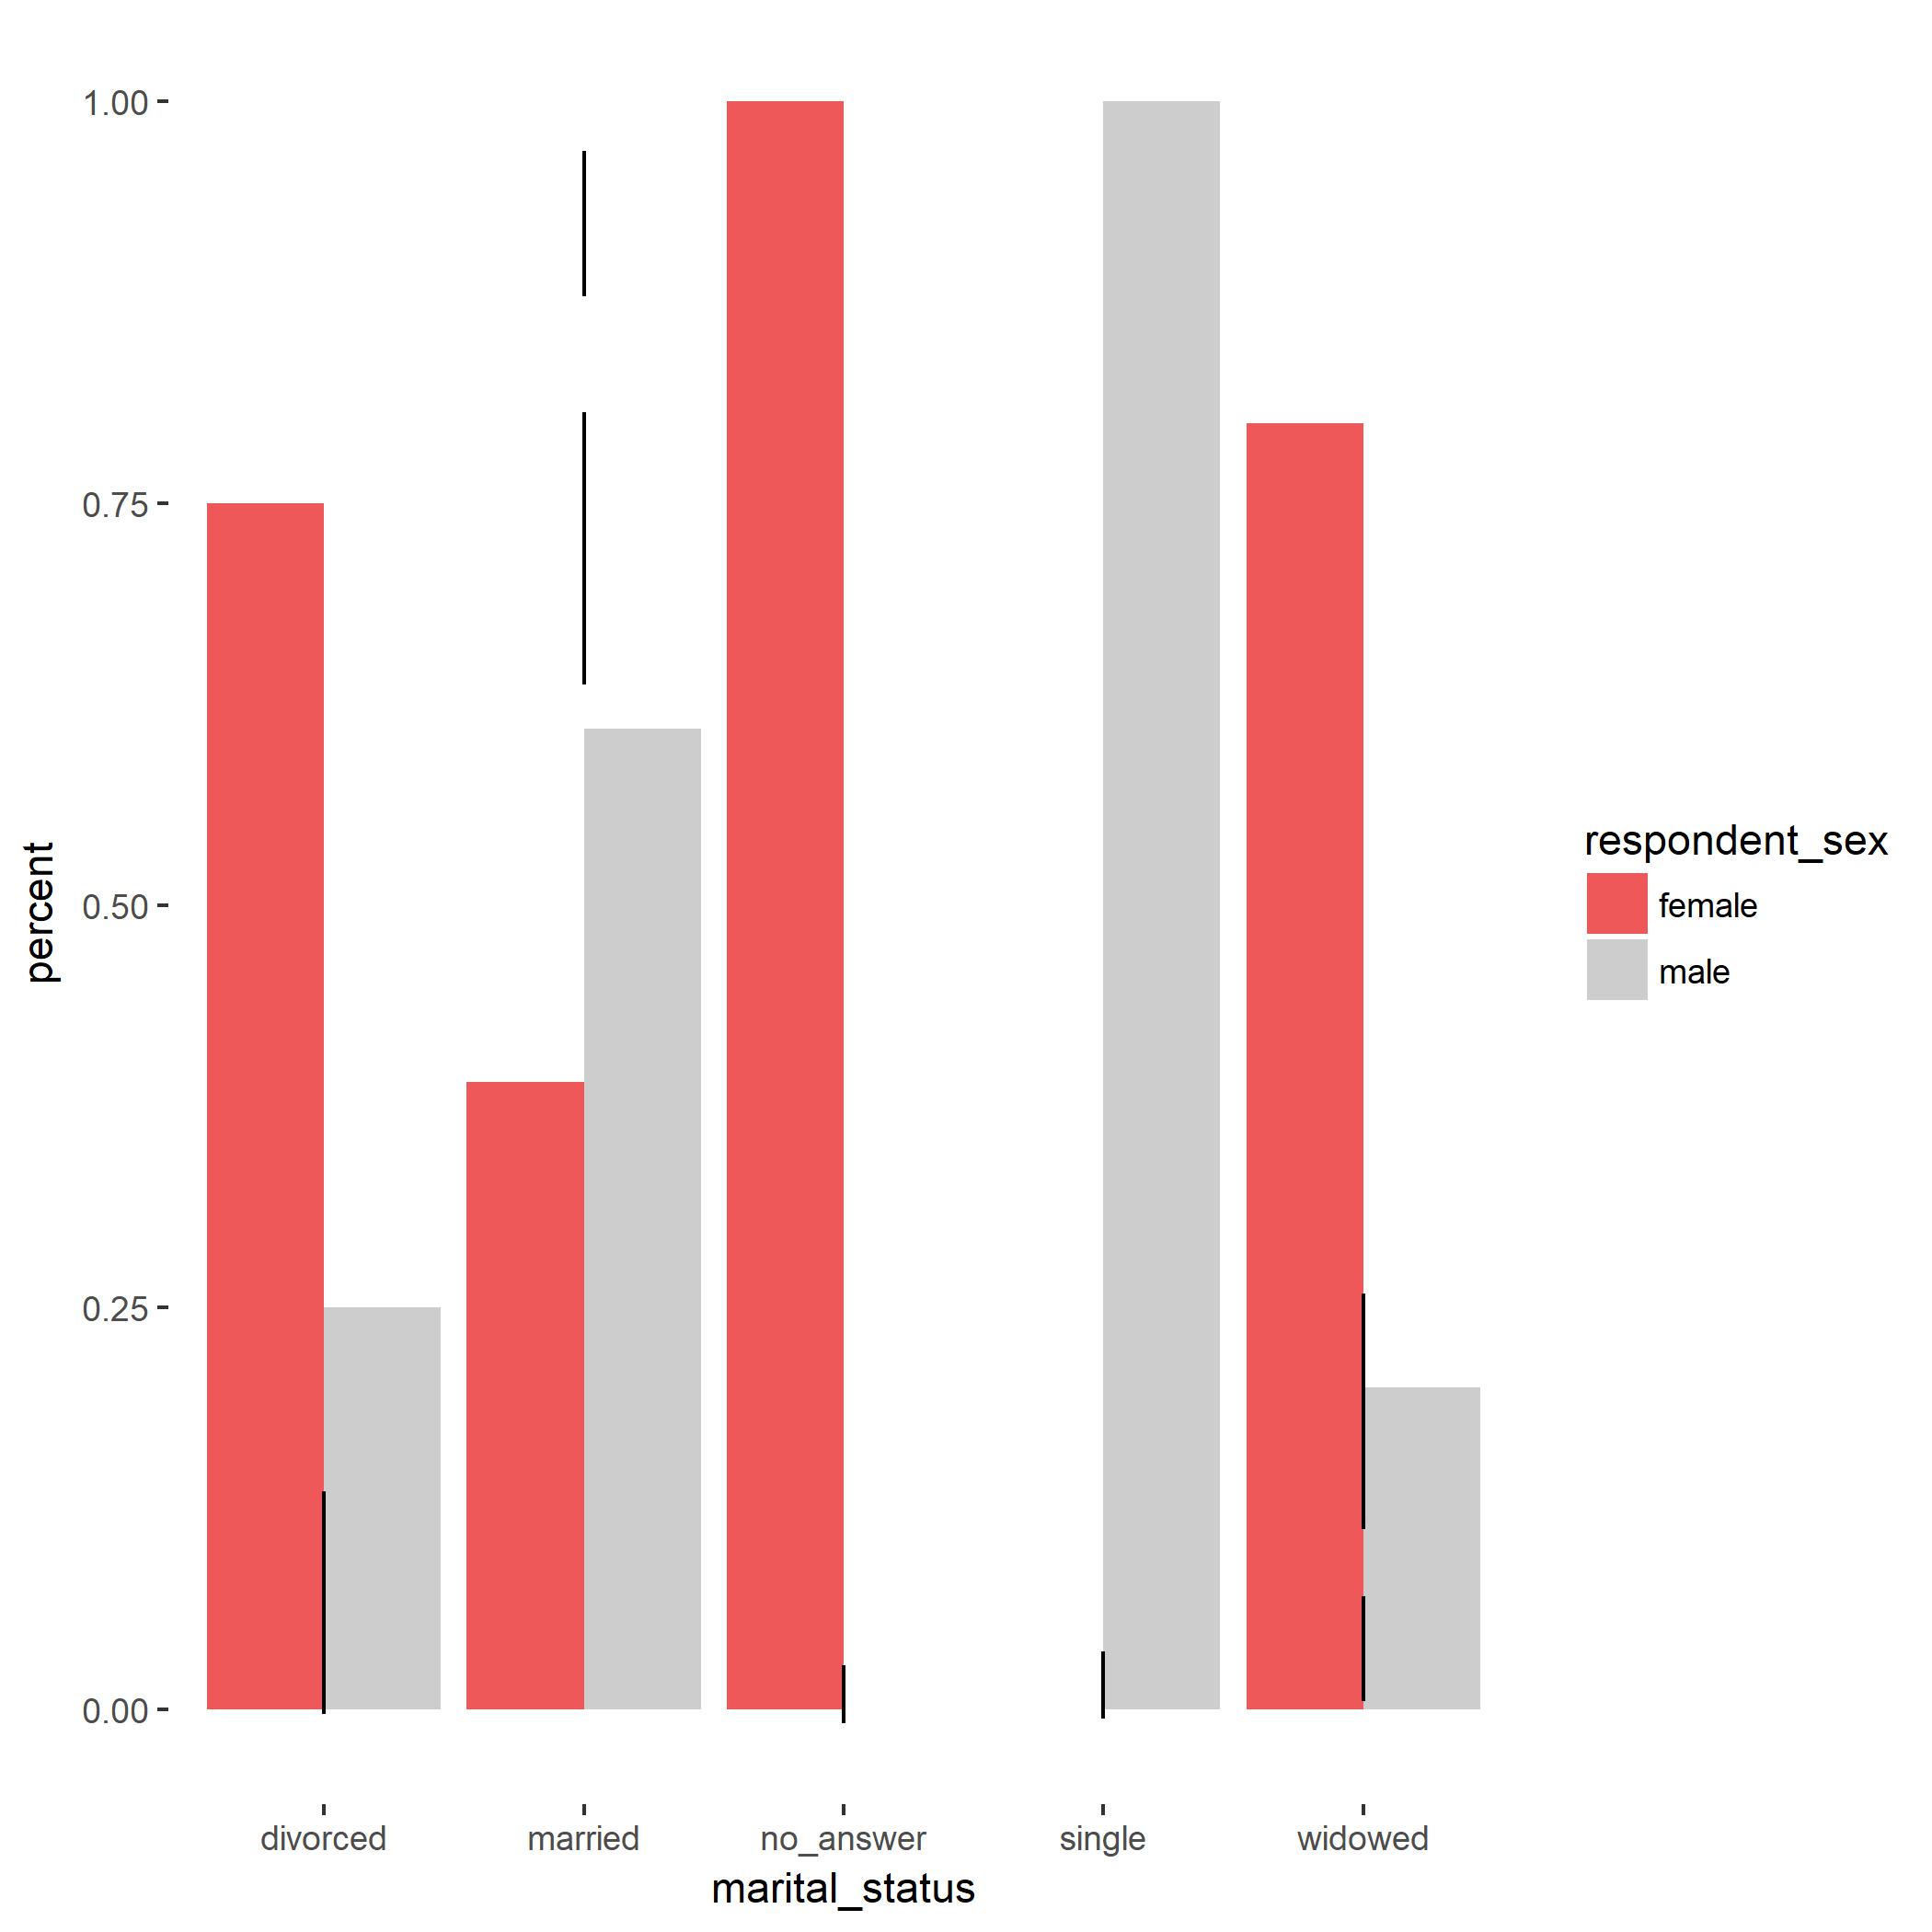 1.00
0.75
0.50
0.25
0.00
percent
divorced married no_answer single widowed
marital_status
respondent_sex
female
male